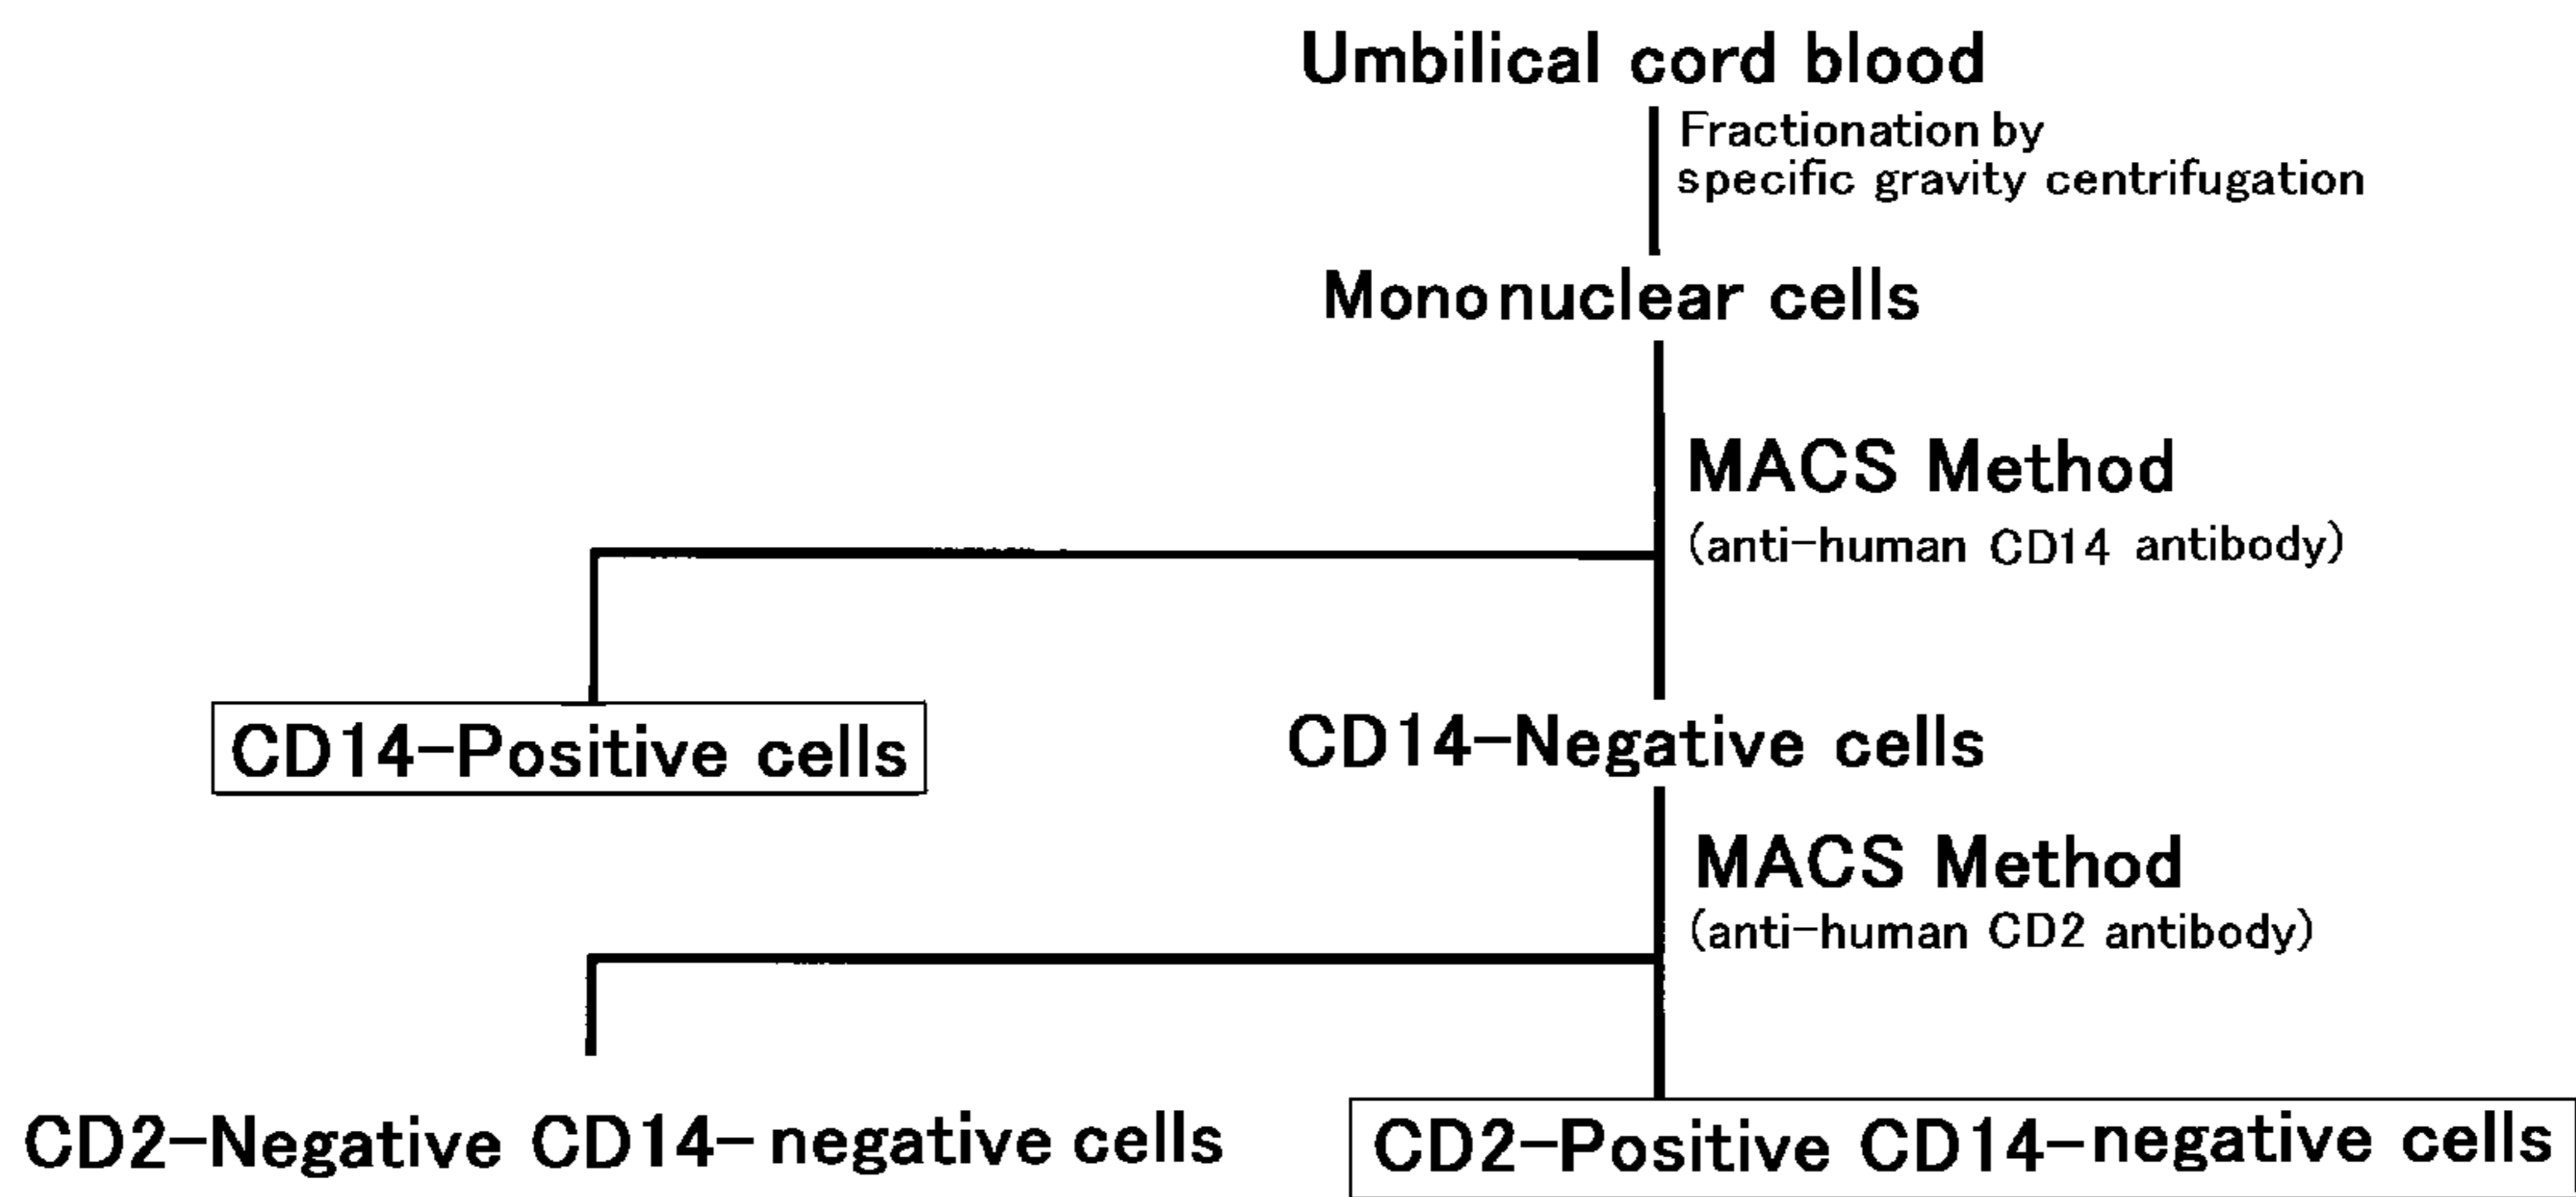 Umbilical cord blood
Fractionation by
specific gravity centrifugation
Mononuclear cells
MACS Method
(anti-human CD14 antibody)
CD14-Positive cells
CD14-Negative cells
MACS Method
(anti-human CD2 antibody)
CD2-Negative CD14-negative cells
CD2-Positive CD14-negative cells